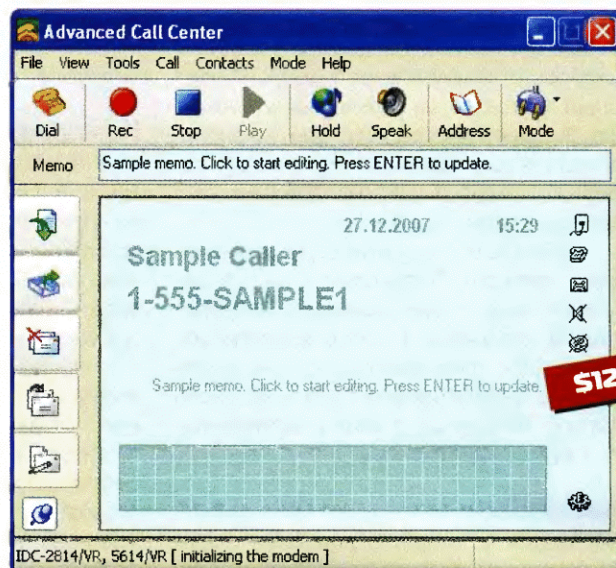 Advanced Call Center
File View Tools Call Contacts Mode Help
Dial Rec Stop Play Hold Speak Address Mode
Memo Sample memo. Click to start editing. Press ENTER to update.
27.12.2007 15:29
Sample Caller
1-555-SAMPLE1
Sample memo. Click to start editing. Press ENTER to update.
$12
IDC-2814/VR, 5614/VR [ initializing the modem ]